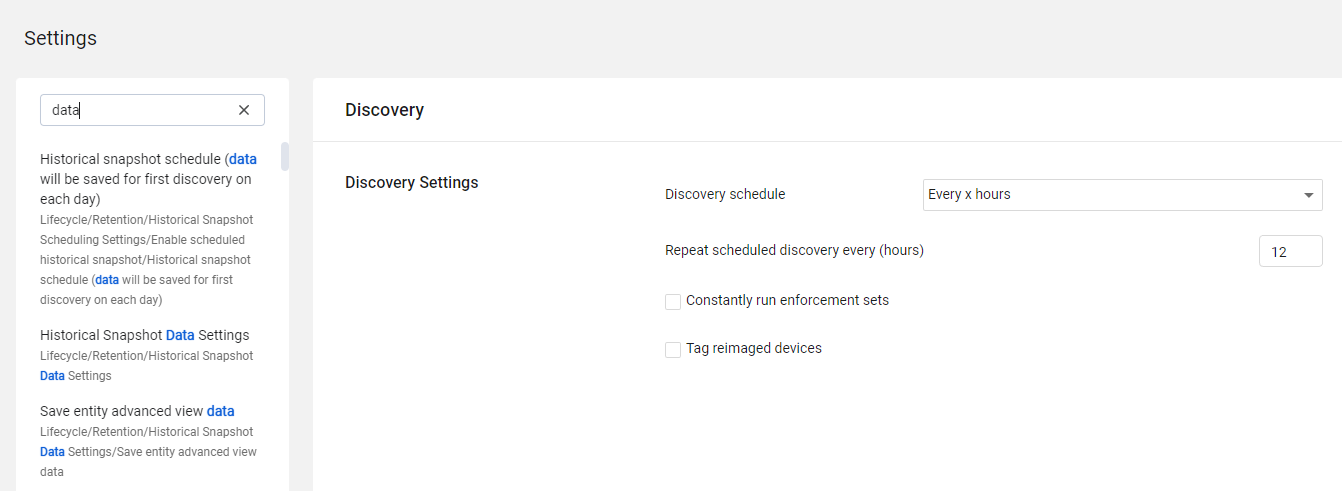 Settings
data
Historical snapshot schedule (data
will be saved for first discovery on
each day)
Lifecycle/Retention/Historical Snapshot
Scheduling Settings/Enable scheduled
historical snapshot/Historical snapshot
schedule (data will be saved for first
discovery on each day)
Historical Snapshot Data Settings
Lifecycle/Retention/Historical Snapshot
Data Settings
Save entity advanced view data
Lifecycle/Retention/Historical Snapshot
Data Settings/Save entity advanced view
data
Discovery
Discovery Settings
Discovery schedule
Every x hours
Repeat scheduled discovery every (hours)
12
Constantly run enforcement sets
Tag reimaged devices